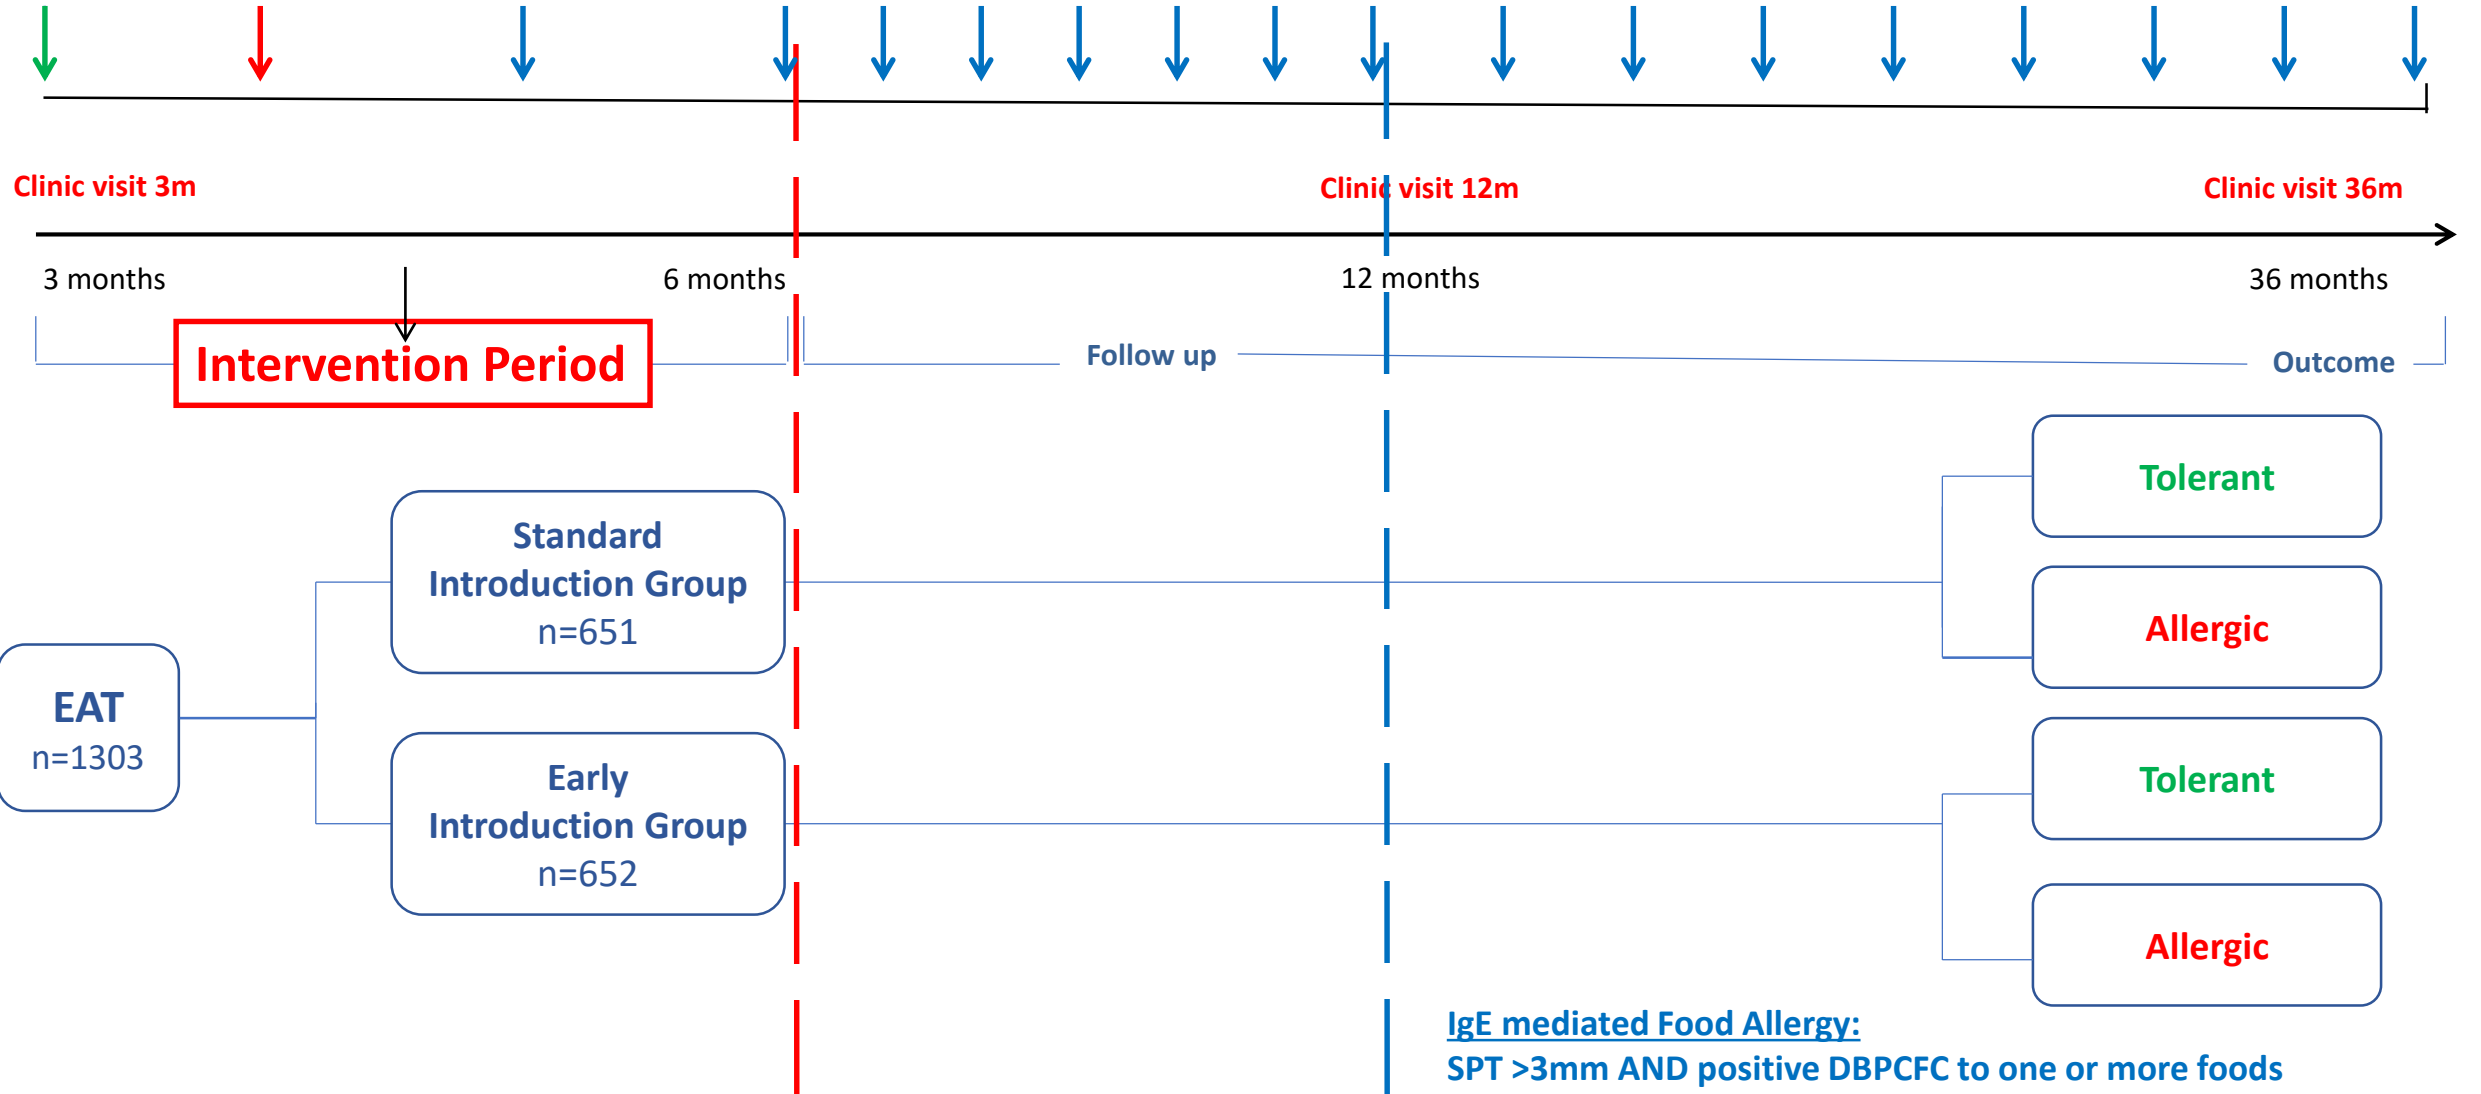 Clinic visit 3m
Clinic visit 12m
Clinic visit 36m
3 months
6 months
12 months
36 months
Intervention Period
Follow up
Outcome
Standard
Introduction Group
n=651
EAT
n=1303
Early
Introduction Group
n=652
Tolerant
Allergic
Tolerant
Allergic
IgE mediated Food Allergy:
SPT >3mm AND positive DBPCFC to one or more foods